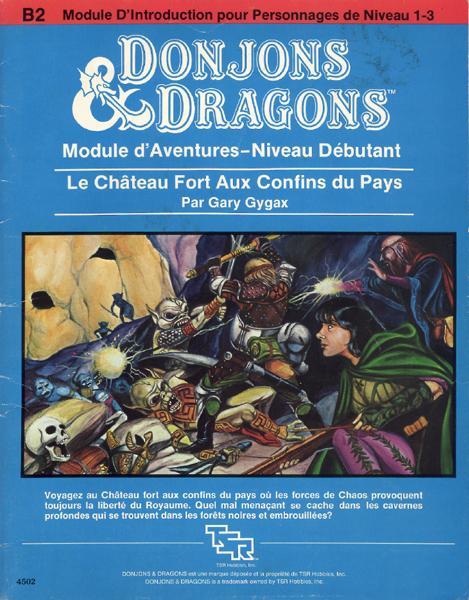 B2 Module D'Introduction pour Personnages de Niveau 1-3
DONJONS
& DRAGONS™
Module d'Aventures–Niveau Débutant
Le Château Fort Aux Confins du Pays
Par Gary Gygax
Voyagez au Château fort aux confins du pays où les forces de Chaos provoquent
toujours la liberté du Royaume. Quel mal menaçant se cache dans les cavernes
profondes qui se trouvent dans les forêts noires et embrouillées?
TSR
TSR Hobbies, Inc.
DONJONS & DRAGONS est une marque déposée et la propriété de TSR Hobbies, Inc.
DONJONS & DRAGONS is a trademark owned by TSR Hobbies, Inc.
4502